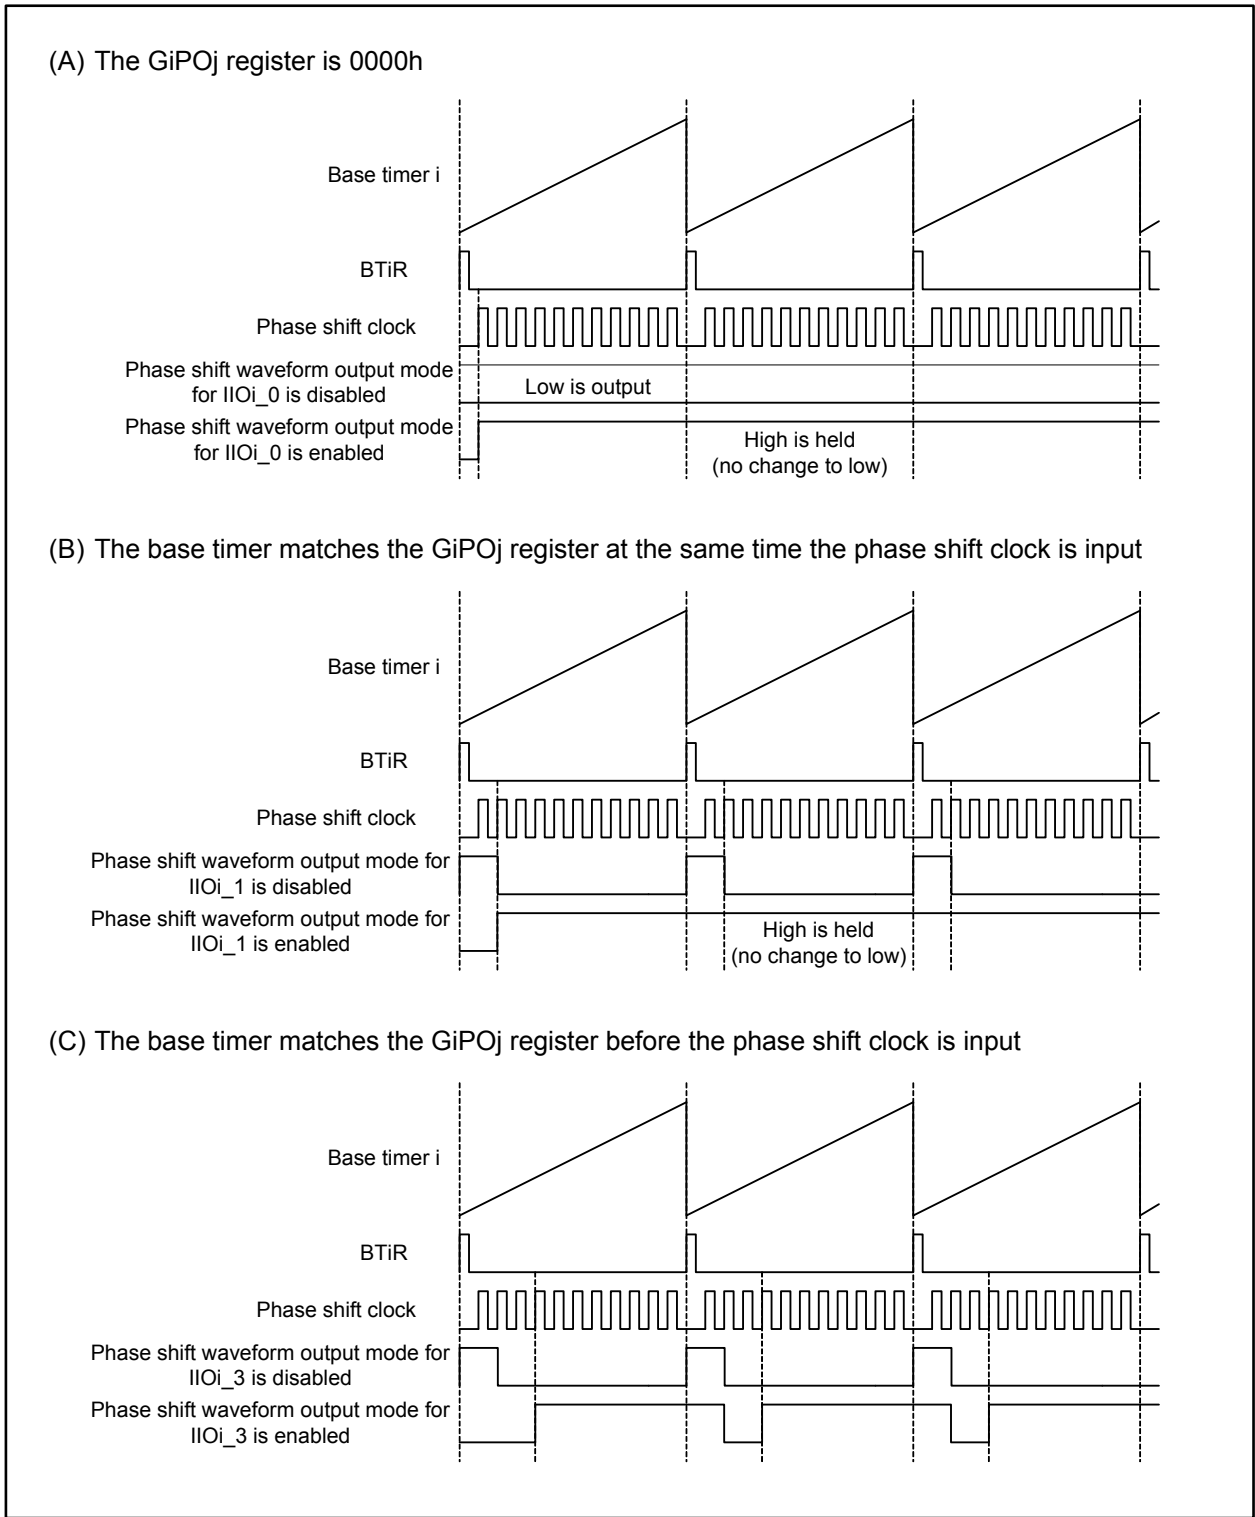 (A) The GiPOj register is 0000h
Base timer i
BTiR
Phase shift clock
Phase shift waveform output mode
for IIOi_0 is disabled
Low is output
Phase shift waveform output mode
for IIOi_0 is enabled
High is held
(no change to low)
(B) The base timer matches the GiPOj register at the same time the phase shift clock is input
Base timer i
BTiR
Phase shift clock
Phase shift waveform output mode for
IIOi_1 is disabled
Phase shift waveform output mode for
IIOi_1 is enabled
High is held
(no change to low)
(C) The base timer matches the GiPOj register before the phase shift clock is input
Base timer i
BTiR
Phase shift clock
Phase shift waveform output mode for
IIOi_3 is disabled
Phase shift waveform output mode for
IIOi_3 is enabled